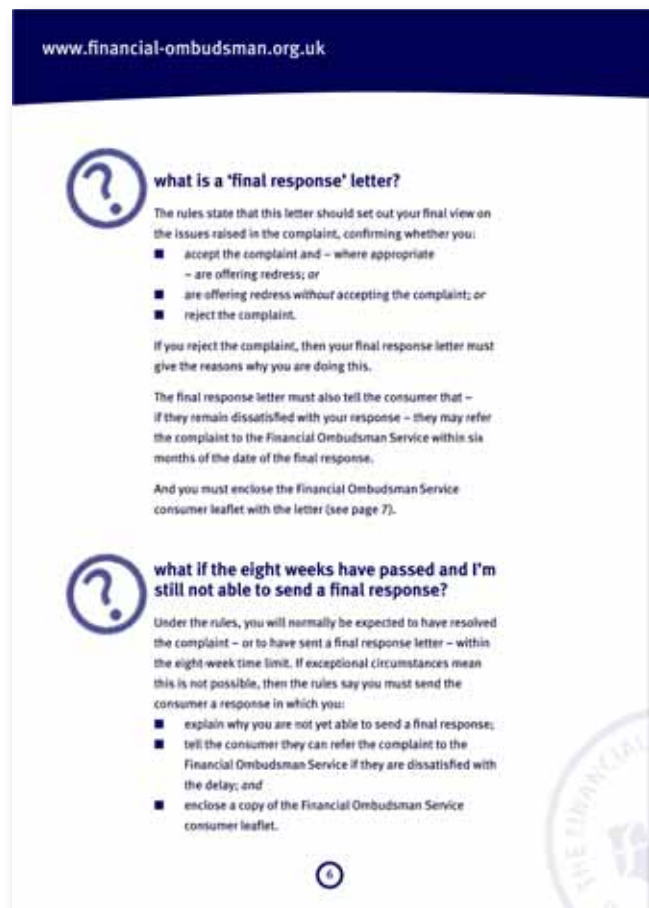 www.financial-ombudsman.org.uk
what is a 'final response' letter?
The rules state that this letter should set out your final view on
the issues raised in the complaint, confirming whether you:
■ accept the complaint and – where appropriate
– are offering redress; or
■ are offering redress without accepting the complaint; or
■ reject the complaint.
If you reject the complaint, then your final response letter must
give the reasons why you are doing this.
The final response letter must also tell the consumer that –
if they remain dissatisfied with your response – they may refer
the complaint to the Financial Ombudsman Service within six
months of the date of the final response.
And you must enclose the Financial Ombudsman Service
consumer leaflet with the letter (see page 7).
what if the eight weeks have passed and I'm
still not able to send a final response?
Under the rules, you will normally be expected to have resolved
the complaint – or to have sent a final response letter – within
the eight-week time limit. If exceptional circumstances mean
this is not possible, then the rules say you must send the
consumer a response in which you:
■ explain why you are not yet able to send a final response;
■ tell the consumer they can refer the complaint to the
Financial Ombudsman Service if they are dissatisfied with
the delay; and
■ enclose a copy of the Financial Ombudsman Service
consumer leaflet.
THE FINANCIAL
6